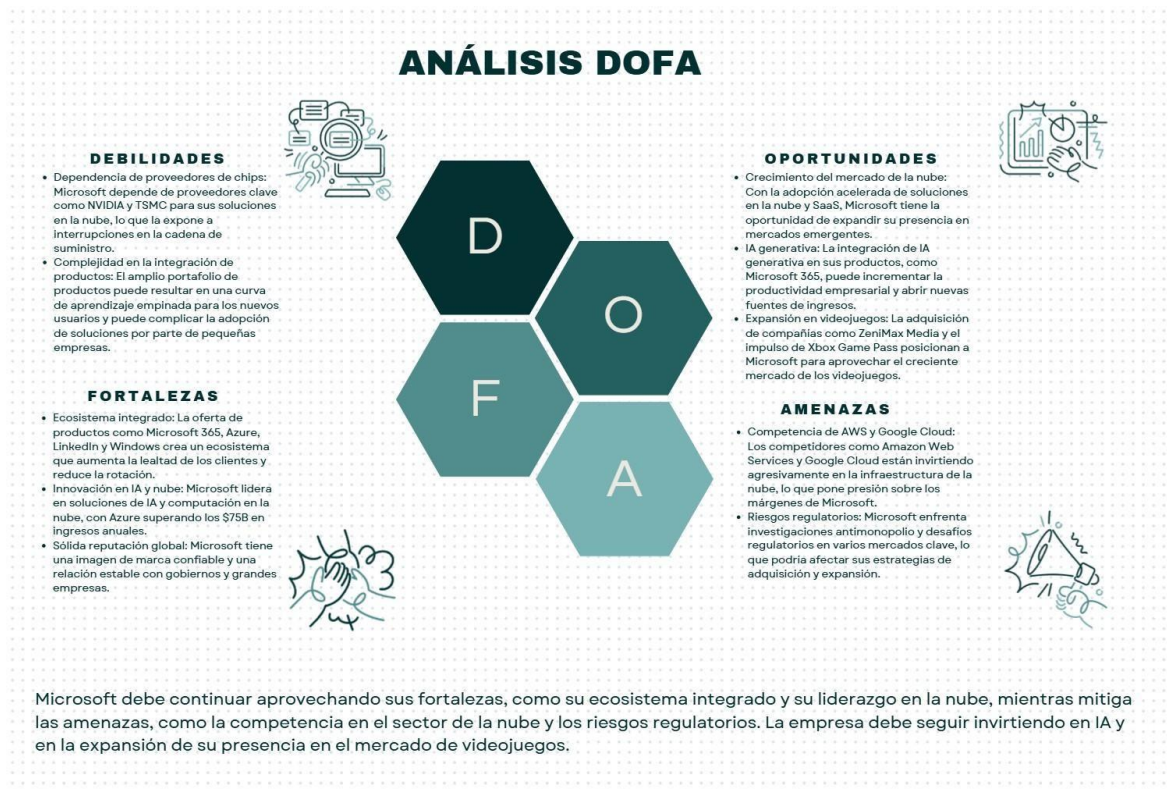 ANÁLISIS DOFA
DEBILIDADES
• Dependencia de proveedores de chips:
Microsoft depende de proveedores clave
como NVIDIA y TSMC para sus soluciones
en la nube, lo que la expone a
interrupciones en la cadena de
suministro.
• Complejidad en la integración de
productos: El amplio portafolio de
productos puede resultar en una curva
de aprendizaje empinada para los nuevos
usuarios y puede complicar la adopción
de soluciones por parte de pequeñas
empresas.
FORTALEZAS
• Ecosistema integrado: La oferta de
productos como Microsoft 365, Azure,
LinkedIn y Windows crea un ecosistema
que aumenta la lealtad de los clientes y
reduce la rotación.
• Innovación en IA y nube: Microsoft lidera
en soluciones de IA y computación en la
nube, con Azure superando los $75B en
ingresos anuales.
• Sólida reputación global: Microsoft tiene
una imagen de marca confiable y una
relación estable con gobiernos y grandes
empresas.
D
O
F
A
OPORTUNIDADES
• Crecimiento del mercado de la nube:
Con la adopción acelerada de soluciones
en la nube y SaaS, Microsoft tiene la
oportunidad de expandir su presencia en
mercados emergentes.
• IA generativa: La integración de IA
generativa en sus productos, como
Microsoft 365, puede incrementar la
productividad empresarial y abrir nuevas
fuentes de ingresos.
• Expansión en videojuegos: La adquisición
de compañías como ZeniMax Media y el
impulso de Xbox Game Pass posicionan a
Microsoft para aprovechar el creciente
mercado de los videojuegos.
AMENAZAS
• Competencia de AWS y Google Cloud:
Los competidores como Amazon Web
Services y Google Cloud están invirtiendo
agresivamente en la infraestructura de la
nube, lo que pone presión sobre los
márgenes de Microsoft.
• Riesgos regulatorios: Microsoft enfrenta
investigaciones antimonopolio y desafíos
regulatorios en varios mercados clave, lo
que podría afectar sus estrategias de
adquisición y expansión.
Microsoft debe continuar aprovechando sus fortalezas, como su ecosistema integrado y su liderazgo en la nube, mientras mitiga
las amenazas, como la competencia en el sector de la nube y los riesgos regulatorios. La empresa debe seguir invirtiendo en IA y
en la expansión de su presencia en el mercado de videojuegos.